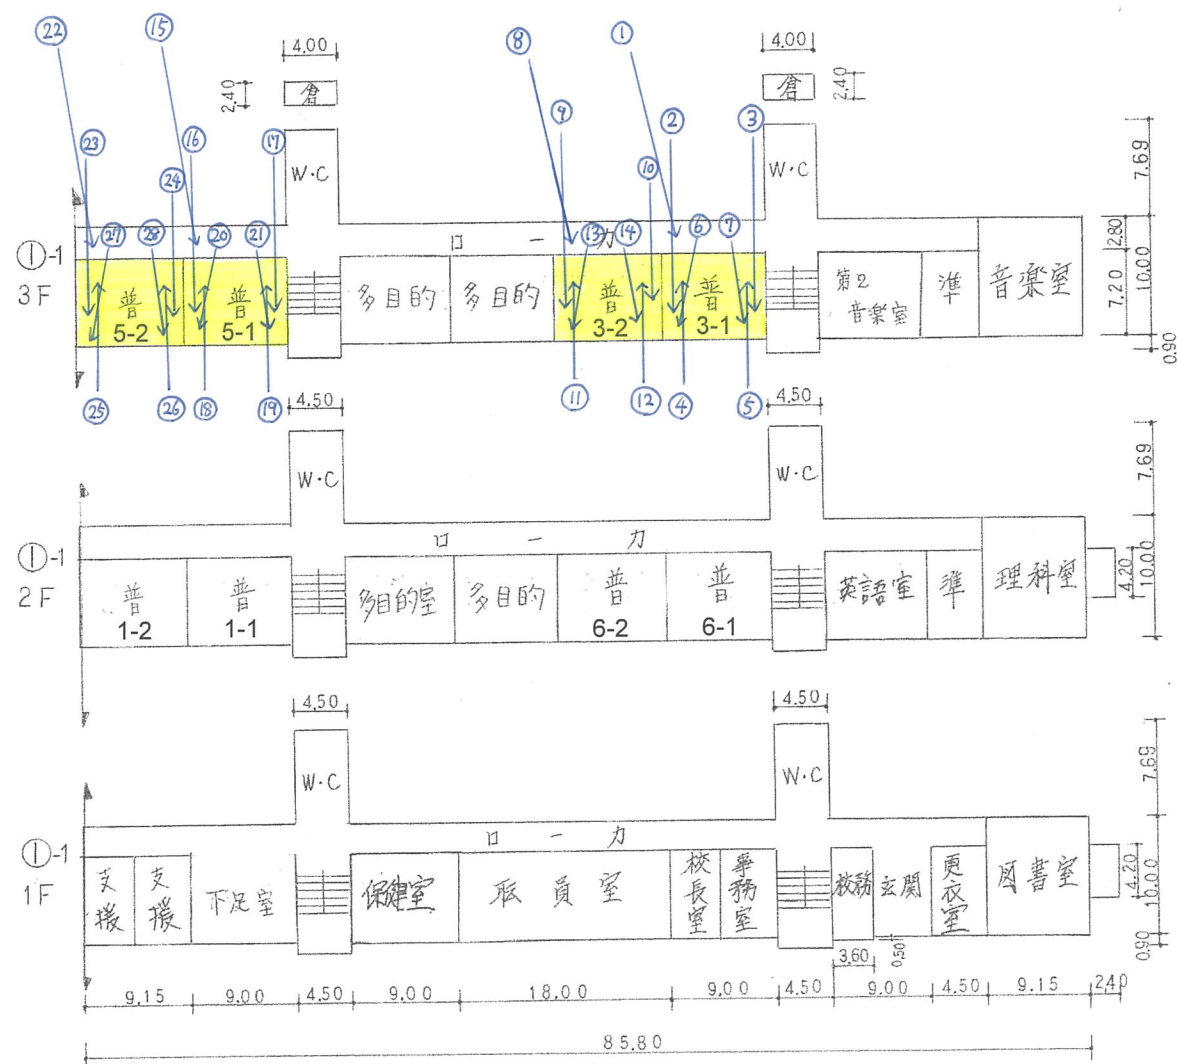 ㉒ ⑮ ⑧ ①
4.00 4.00
2.40 倉 倉 2.40
㉓ ⑯ ⑰ ⑨ ② ③
㉔ ⑩
W・C W・C 7.69
㉗ ㉘ ⑳ ㉑ ⑬ ⑭ ⑥ ⑦
ロ ー カ 2.80
①-1
3F
普 普 多目的 多目的 普 普 第2 音楽室 準 音楽室 7.20 10.00
5-2 5-1 3-2 3-1
0.90
㉕ ㉖ ⑱ ⑲ ⑪ ⑫ ④ ⑤
4.50 4.50
W・C W・C 7.69
ロ ー カ
①-1
2F
普 普 多目的室 多目的 普 普 英語室 準 理科室 4.20 10.00
1-2 1-1 6-2 6-1
4.50 4.50
W・C W・C 7.69
ロ ー カ
①-1
1F
支援 支援 下足室 保健室 職員室 校長室 事務室 校務 玄関 更衣室 図書室 4.20 10.00
3.60 0.50 0.90
9.15 9.00 4.50 9.00 18.00 9.00 4.50 9.00 4.50 9.15 2.40
85.80